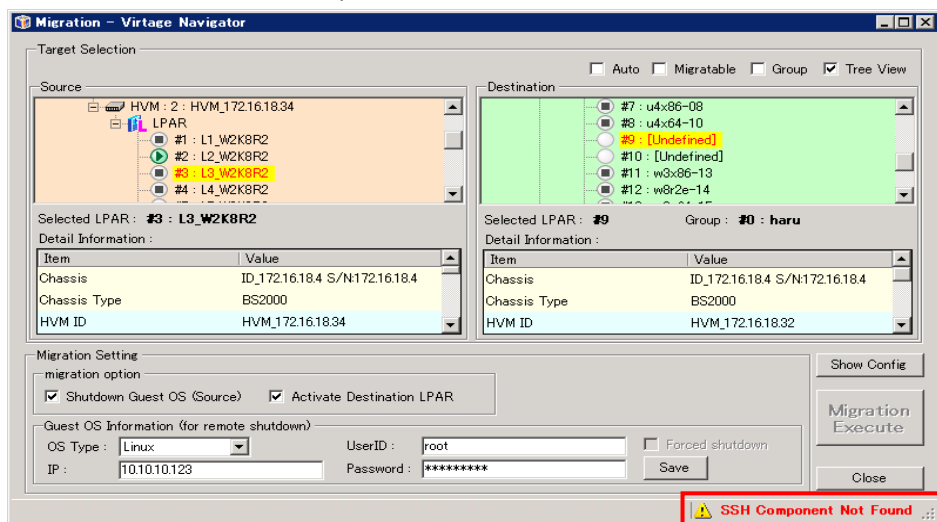 Migration - Virtage Navigator
Target Selection
Auto Migratable Group Tree View
Source
HVM : 2 : HVM_172.16.18.34
LPAR
#1 : L1_W2K8R2
#2 : L2_W2K8R2
#3 : L3_W2K8R2
#4 : L4_W2K8R2
Selected LPAR : #3 : L3_W2K8R2
Detail Information :
Item Value
Chassis ID_172.16.18.4 S/N:172.16.18.4
Chassis Type BS2000
HVM ID HVM_172.16.18.34
Destination
#7 : u4x86-08
#8 : u4x64-10
#9 : [Undefined]
#10 : [Undefined]
#11 : w3x86-13
#12 : w8r2e-14
Selected LPAR : #9 Group : #0 : haru
Detail Information :
Item Value
Chassis ID_172.16.18.4 S/N:172.16.18.4
Chassis Type BS2000
HVM ID HVM_172.16.18.32
Migration Setting
migration option
Shutdown Guest OS (Source) Activate Destination LPAR
Guest OS Information (for remote shutdown)
OS Type : Linux UserID : root Forced shutdown
IP : 10.10.10.123 Password : ********* Save
Show Config
Migration
Execute
Close
SSH Component Not Found